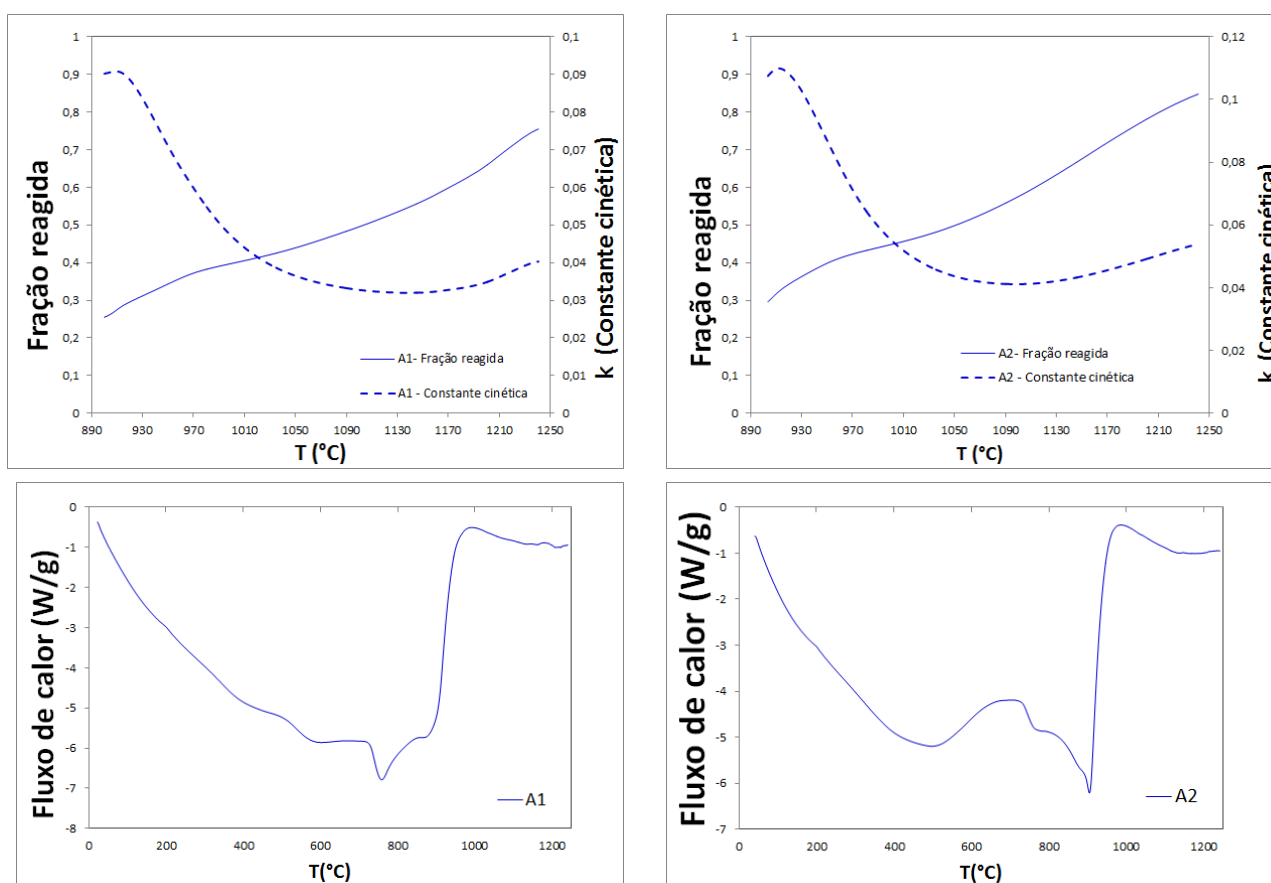 1
0,9
0,8
0,7
0,6
0,5
0,4
0,3
0,2
0,1
0
Fração reagida
0,1
0,09
0,08
0,07
0,06
0,05
0,04
0,03
0,02
0,01
0
k (Constante cinética)
A1- Fração reagida
A1 - Constante cinética
890 930 970 1010 1050 1090 1130 1170 1210 1250
T (°C)
1
0,9
0,8
0,7
0,6
0,5
0,4
0,3
0,2
0,1
0
Fração reagida
0,12
0,1
0,08
0,06
0,04
0,02
0
k (Constante cinética)
A2- Fração reagida
A2 - Constante cinética
890 930 970 1010 1050 1090 1130 1170 1210 1250
T (°C)
0
-1
-2
-3
-4
-5
-6
-7
-8
Fluxo de calor (W/g)
A1
0 200 400 600 800 1000 1200
T(°C)
0
-1
-2
-3
-4
-5
-6
-7
Fluxo de calor (W/g)
A2
0 200 400 600 800 1000 1200
T(°C)